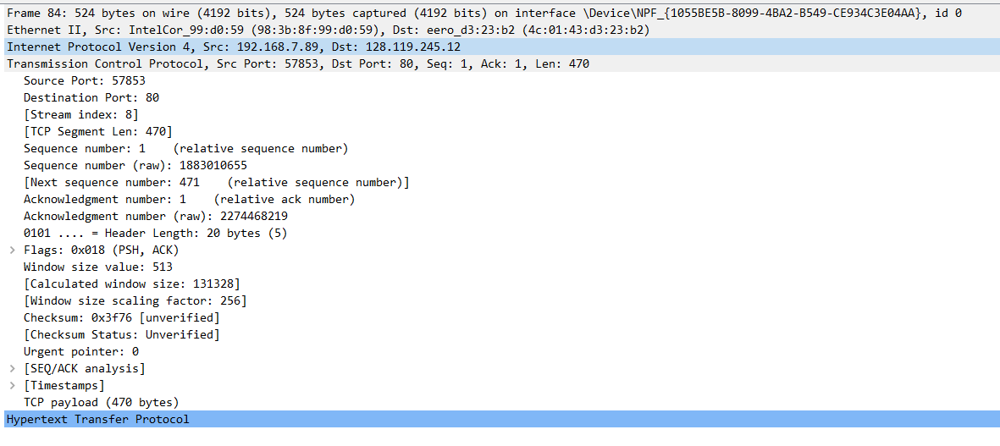 Frame 84: 524 bytes on wire (4192 bits), 524 bytes captured (4192 bits) on interface \Device\NPF_{1055BE5B-8099-4BA2-B549-CE934C3E04AA}, id 0
Ethernet II, Src: IntelCor_99:d0:59 (98:3b:8f:99:d0:59), Dst: eero_d3:23:b2 (4c:01:43:d3:23:b2)
Internet Protocol Version 4, Src: 192.168.7.89, Dst: 128.119.245.12
Transmission Control Protocol, Src Port: 57853, Dst Port: 80, Seq: 1, Ack: 1, Len: 470
Source Port: 57853
Destination Port: 80
[Stream index: 8]
[TCP Segment Len: 470]
Sequence number: 1    (relative sequence number)
Sequence number (raw): 1883010655
[Next sequence number: 471    (relative sequence number)]
Acknowledgment number: 1    (relative ack number)
Acknowledgment number (raw): 2274468219
0101 .... = Header Length: 20 bytes (5)
Flags: 0x018 (PSH, ACK)
Window size value: 513
[Calculated window size: 131328]
[Window size scaling factor: 256]
Checksum: 0x3f76 [unverified]
[Checksum Status: Unverified]
Urgent pointer: 0
[SEQ/ACK analysis]
[Timestamps]
TCP payload (470 bytes)
Hypertext Transfer Protocol